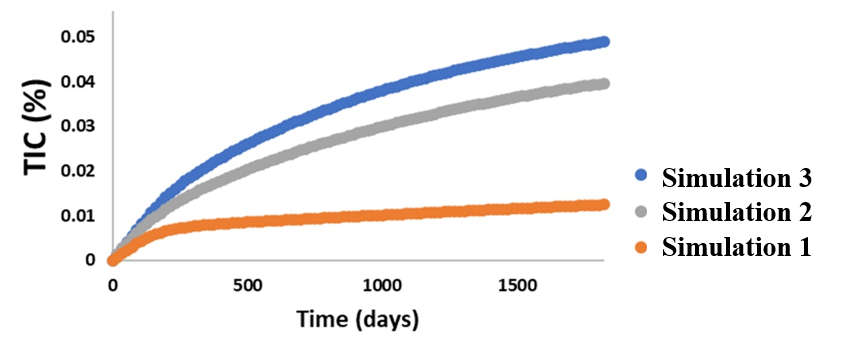 0.05
0.04
0.03
0.02
0.01
0
TIC (%)
0
500
1000
1500
Time (days)
Simulation 3
Simulation 2
Simulation 1